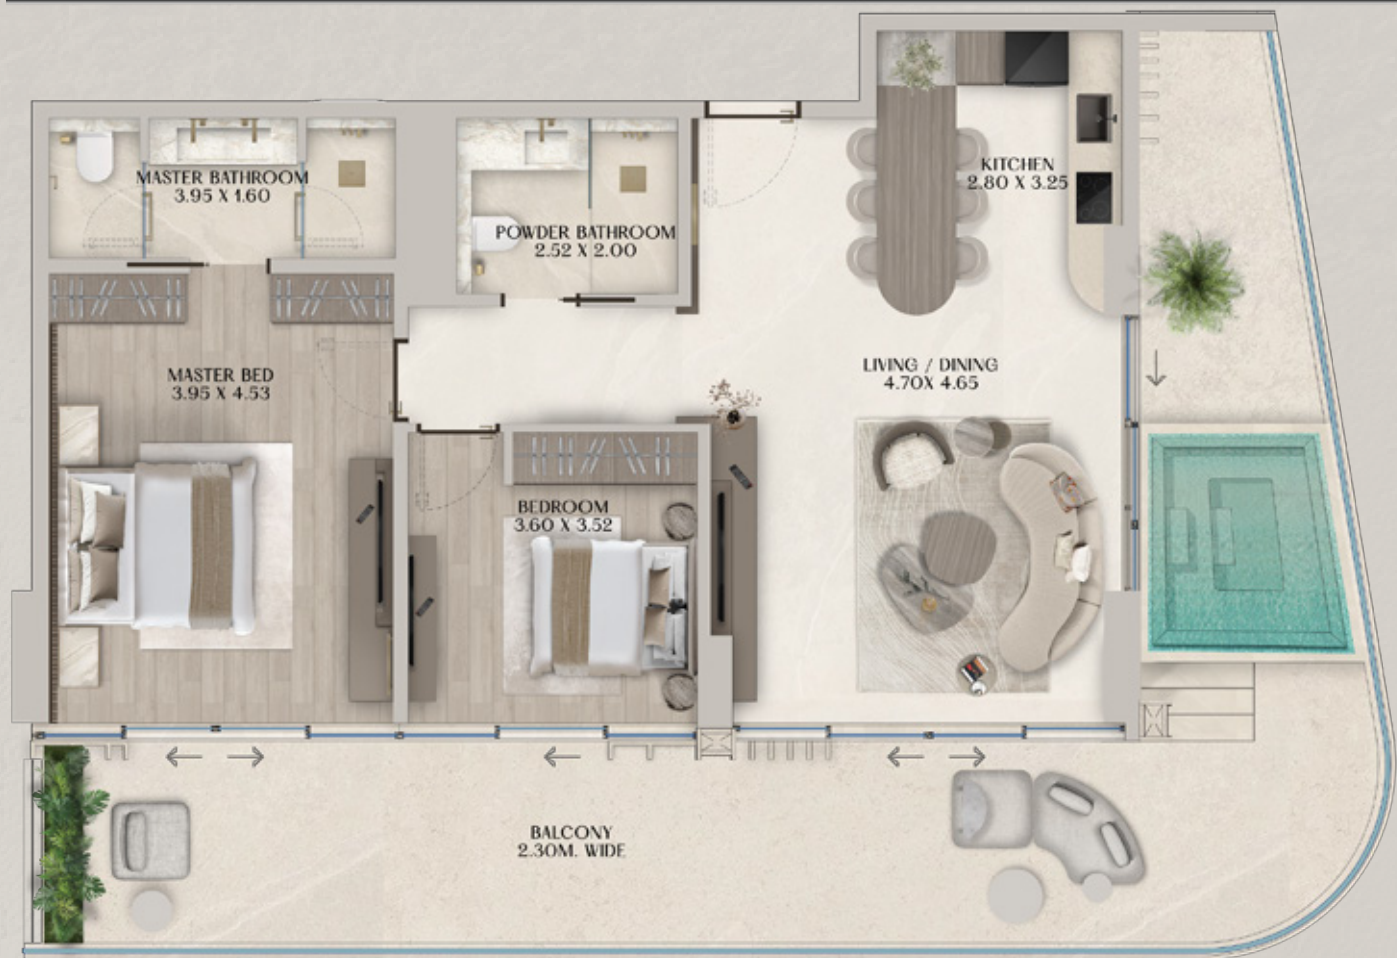 MASTER BATHROOM
3.95 X 1.60
POWDER BATHROOM
2.52 X 2.00
KITCHEN
2.80 X 3.25
MASTER BED
3.95 X 4.53
LIVING / DINING
4.70X 4.65
BEDROOM
3.60 X 3.52
BALCONY
2.30M. WIDE